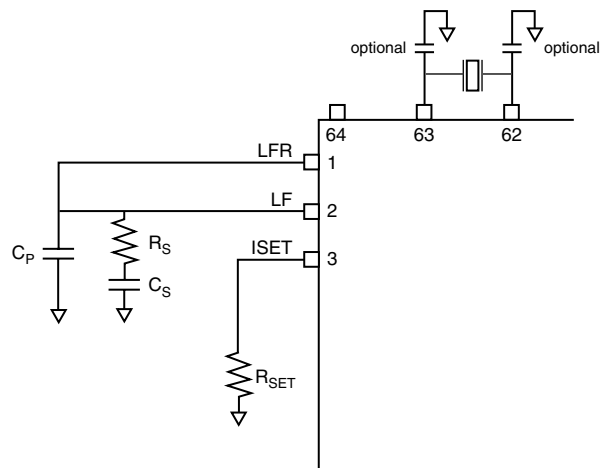 optional
optional
64
63
62
LFR
1
LF
2
R_S
C_P
ISET
3
C_S
R_SET